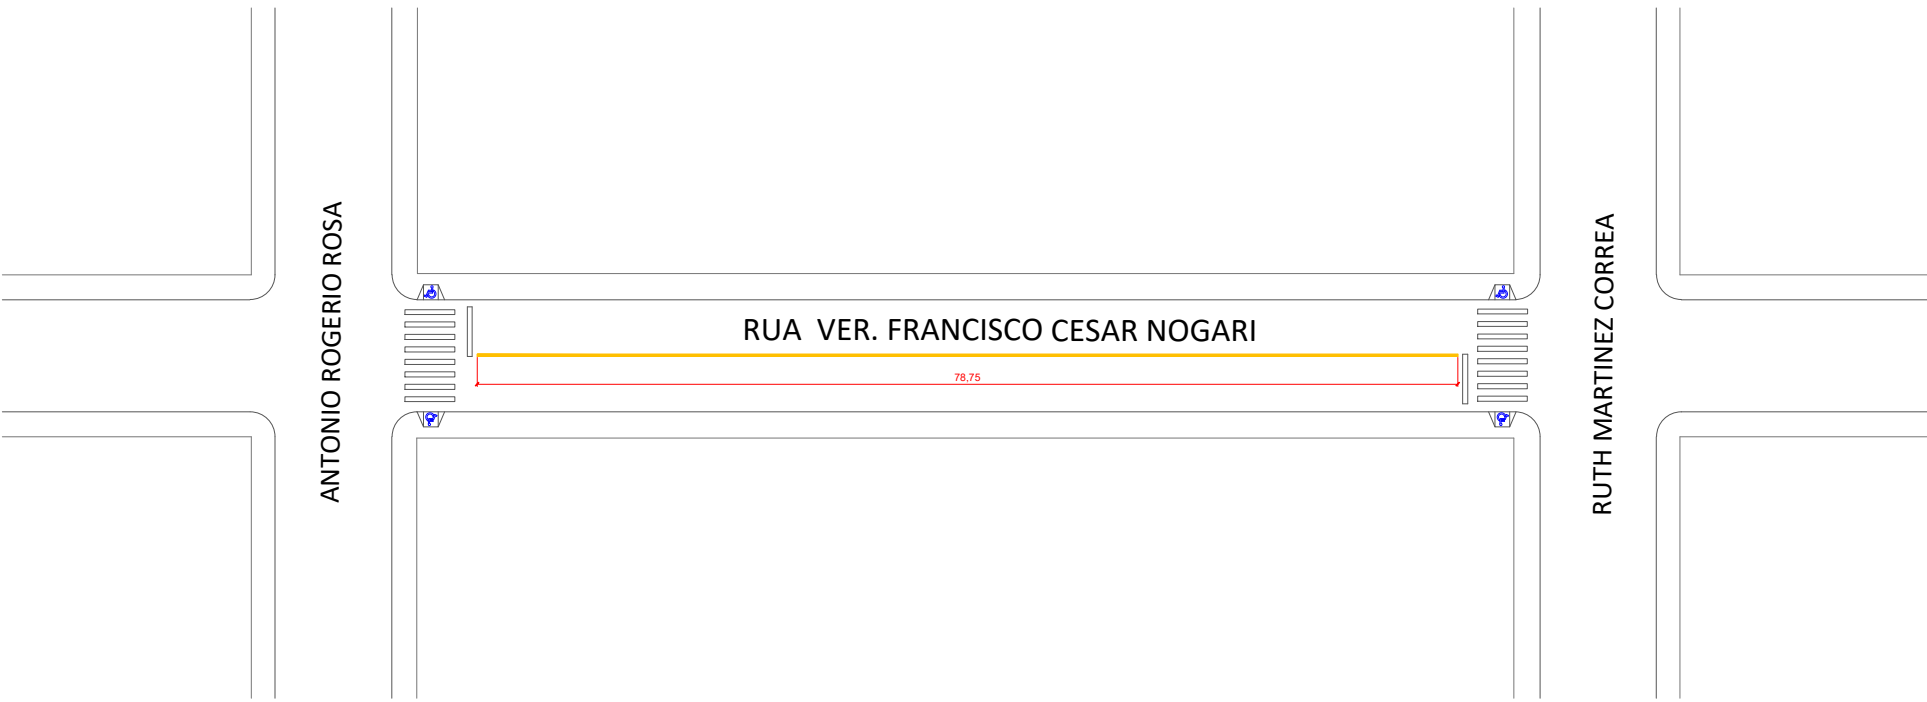 ANTONIO ROGERIO ROSA
RUA VER. FRANCISCO CESAR NOGARI
78,75
RUTH MARTINEZ CORREA